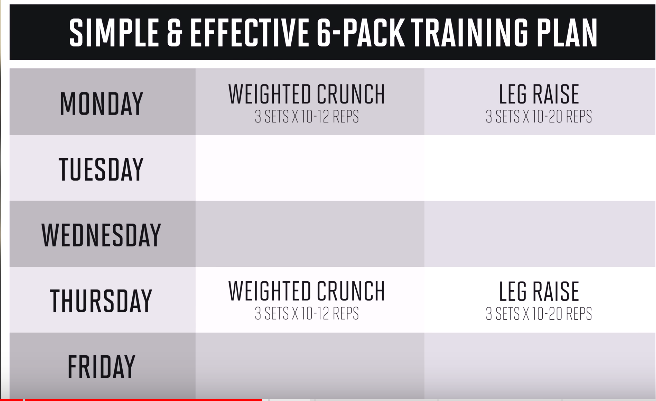 SIMPLE & EFFECTIVE 6-PACK TRAINING PLAN
MONDAY
WEIGHTED CRUNCH
3 SETS X 10-12 REPS
LEG RAISE
3 SETS X 10-20 REPS
TUESDAY
WEDNESDAY
THURSDAY
WEIGHTED CRUNCH
3 SETS X 10-12 REPS
LEG RAISE
3 SETS X 10-20 REPS
FRIDAY